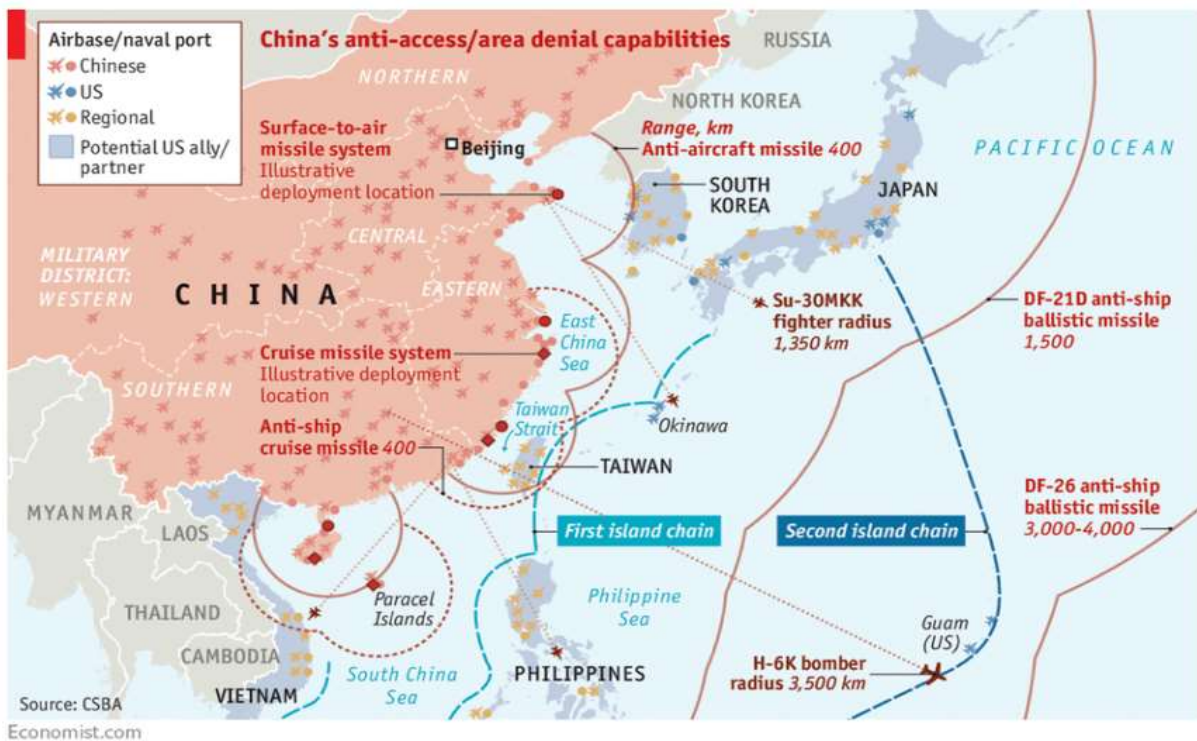 Airbase/naval port
Chinese
US
Regional
Potential US ally/
partner
China's anti-access/area denial capabilities
RUSSIA
NORTHERN
NORTH KOREA
Surface-to-air
missile system
Illustrative
deployment location
Beijing
Range, km
Anti-aircraft missile 400
PACIFIC OCEAN
SOUTH
KOREA
JAPAN
CENTRAL
MILITARY
DISTRICT:
WESTERN
CHINA
EASTERN
East
China
Sea
Su-30MKK
fighter radius
1,350 km
DF-21D anti-ship
ballistic missile
1,500
Cruise missile system
Illustrative deployment
location
SOUTHERN
Taiwan
Strait
Okinawa
Anti-ship
cruise missile 400
TAIWAN
MYANMAR
LAOS
First island chain
Second island chain
DF-26 anti-ship
ballistic missile
3,000-4,000
THAILAND
Paracel
Islands
Philippine
Sea
Guam
(US)
CAMBODIA
VIETNAM
South China
Sea
PHILIPPINES
H-6K bomber
radius 3,500 km
Source: CSBA
Economist.com